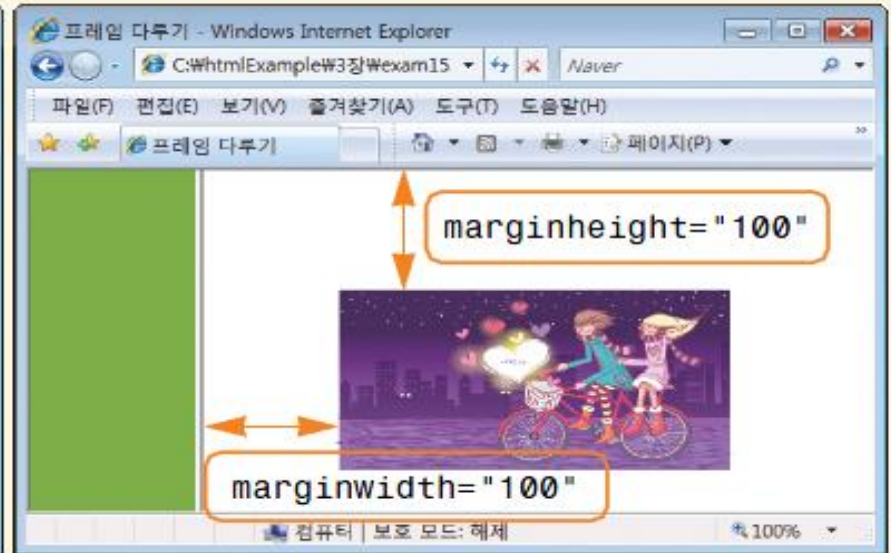 프레임 다루기 - Windows Internet Explorer
C:₩htmlExample₩3장₩exam15
Naver
파일(F) 편집(E) 보기(V) 즐겨찾기(A) 도구(T) 도움말(H)
프레임 다루기
페이지(P)
marginheight="100"
marginwidth="100"
컴퓨터 | 보호 모드: 해제
100%